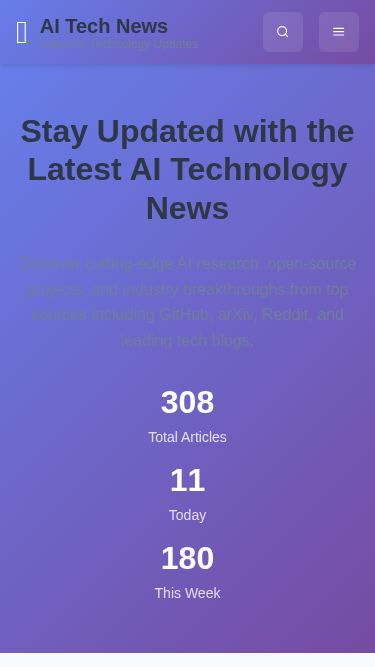 AI Tech News
Latest AI Technology Updates
Stay Updated with the
Latest AI Technology
News
Discover cutting-edge AI research, open-source
projects, and industry breakthroughs from top
sources including GitHub, arXiv, Reddit, and
leading tech blogs.
308
Total Articles
11
Today
180
This Week